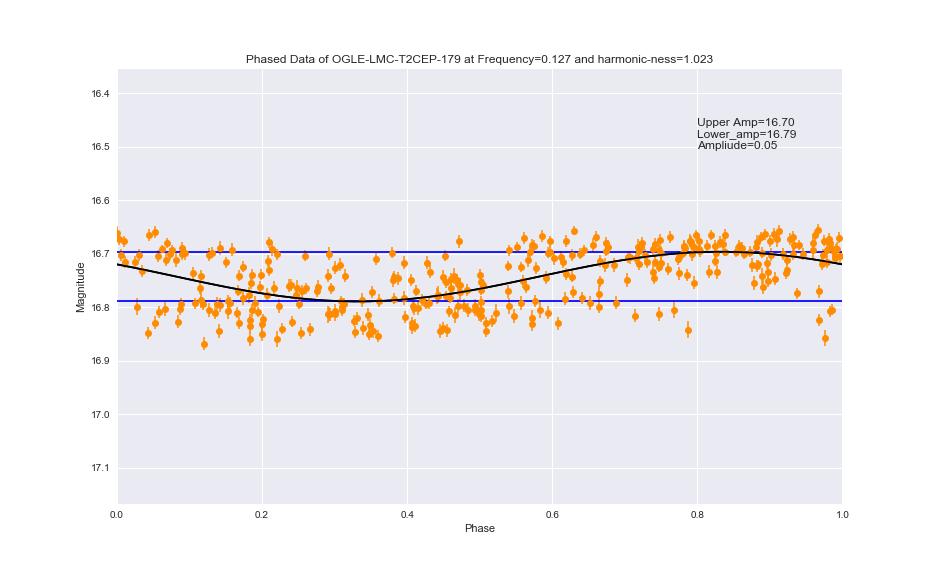 Phased Data of OGLE-LMC-T2CEP-179 at Frequency=0.127 and harmonic-ness=1.023
Upper Amp=16.70
Lower_amp=16.79
Ampliude=0.05
Magnitude
16.4
16.5
16.6
16.7
16.8
16.9
17.0
17.1
0.0 0.2 0.4 0.6 0.8 1.0
Phase